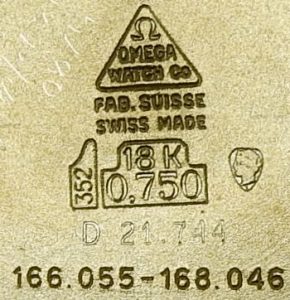 Ω
OMEGA
WATCH Co
FAB. SUISSE
SWISS MADE
18 K
352 0,750
D 21.744
166.055-168.046